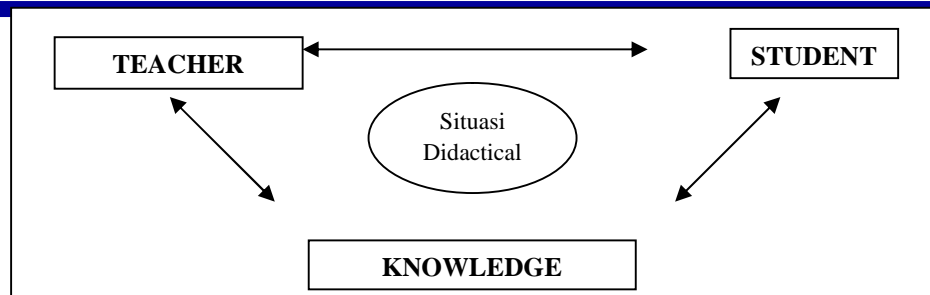 TEACHER
STUDENT
Situasi
Didactical
KNOWLEDGE